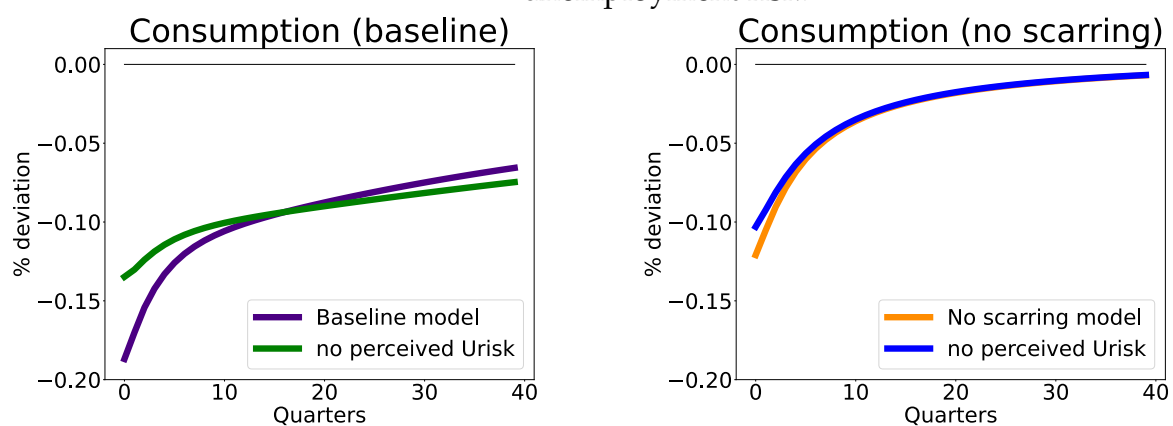 Consumption (baseline)
0.00
−0.05
−0.10
−0.15
−0.20
% deviation
Baseline model
no perceived Urisk
0
10
20
30
40
Quarters
Consumption (no scarring)
0.00
−0.05
−0.10
−0.15
−0.20
% deviation
No scarring model
no perceived Urisk
0
10
20
30
40
Quarters